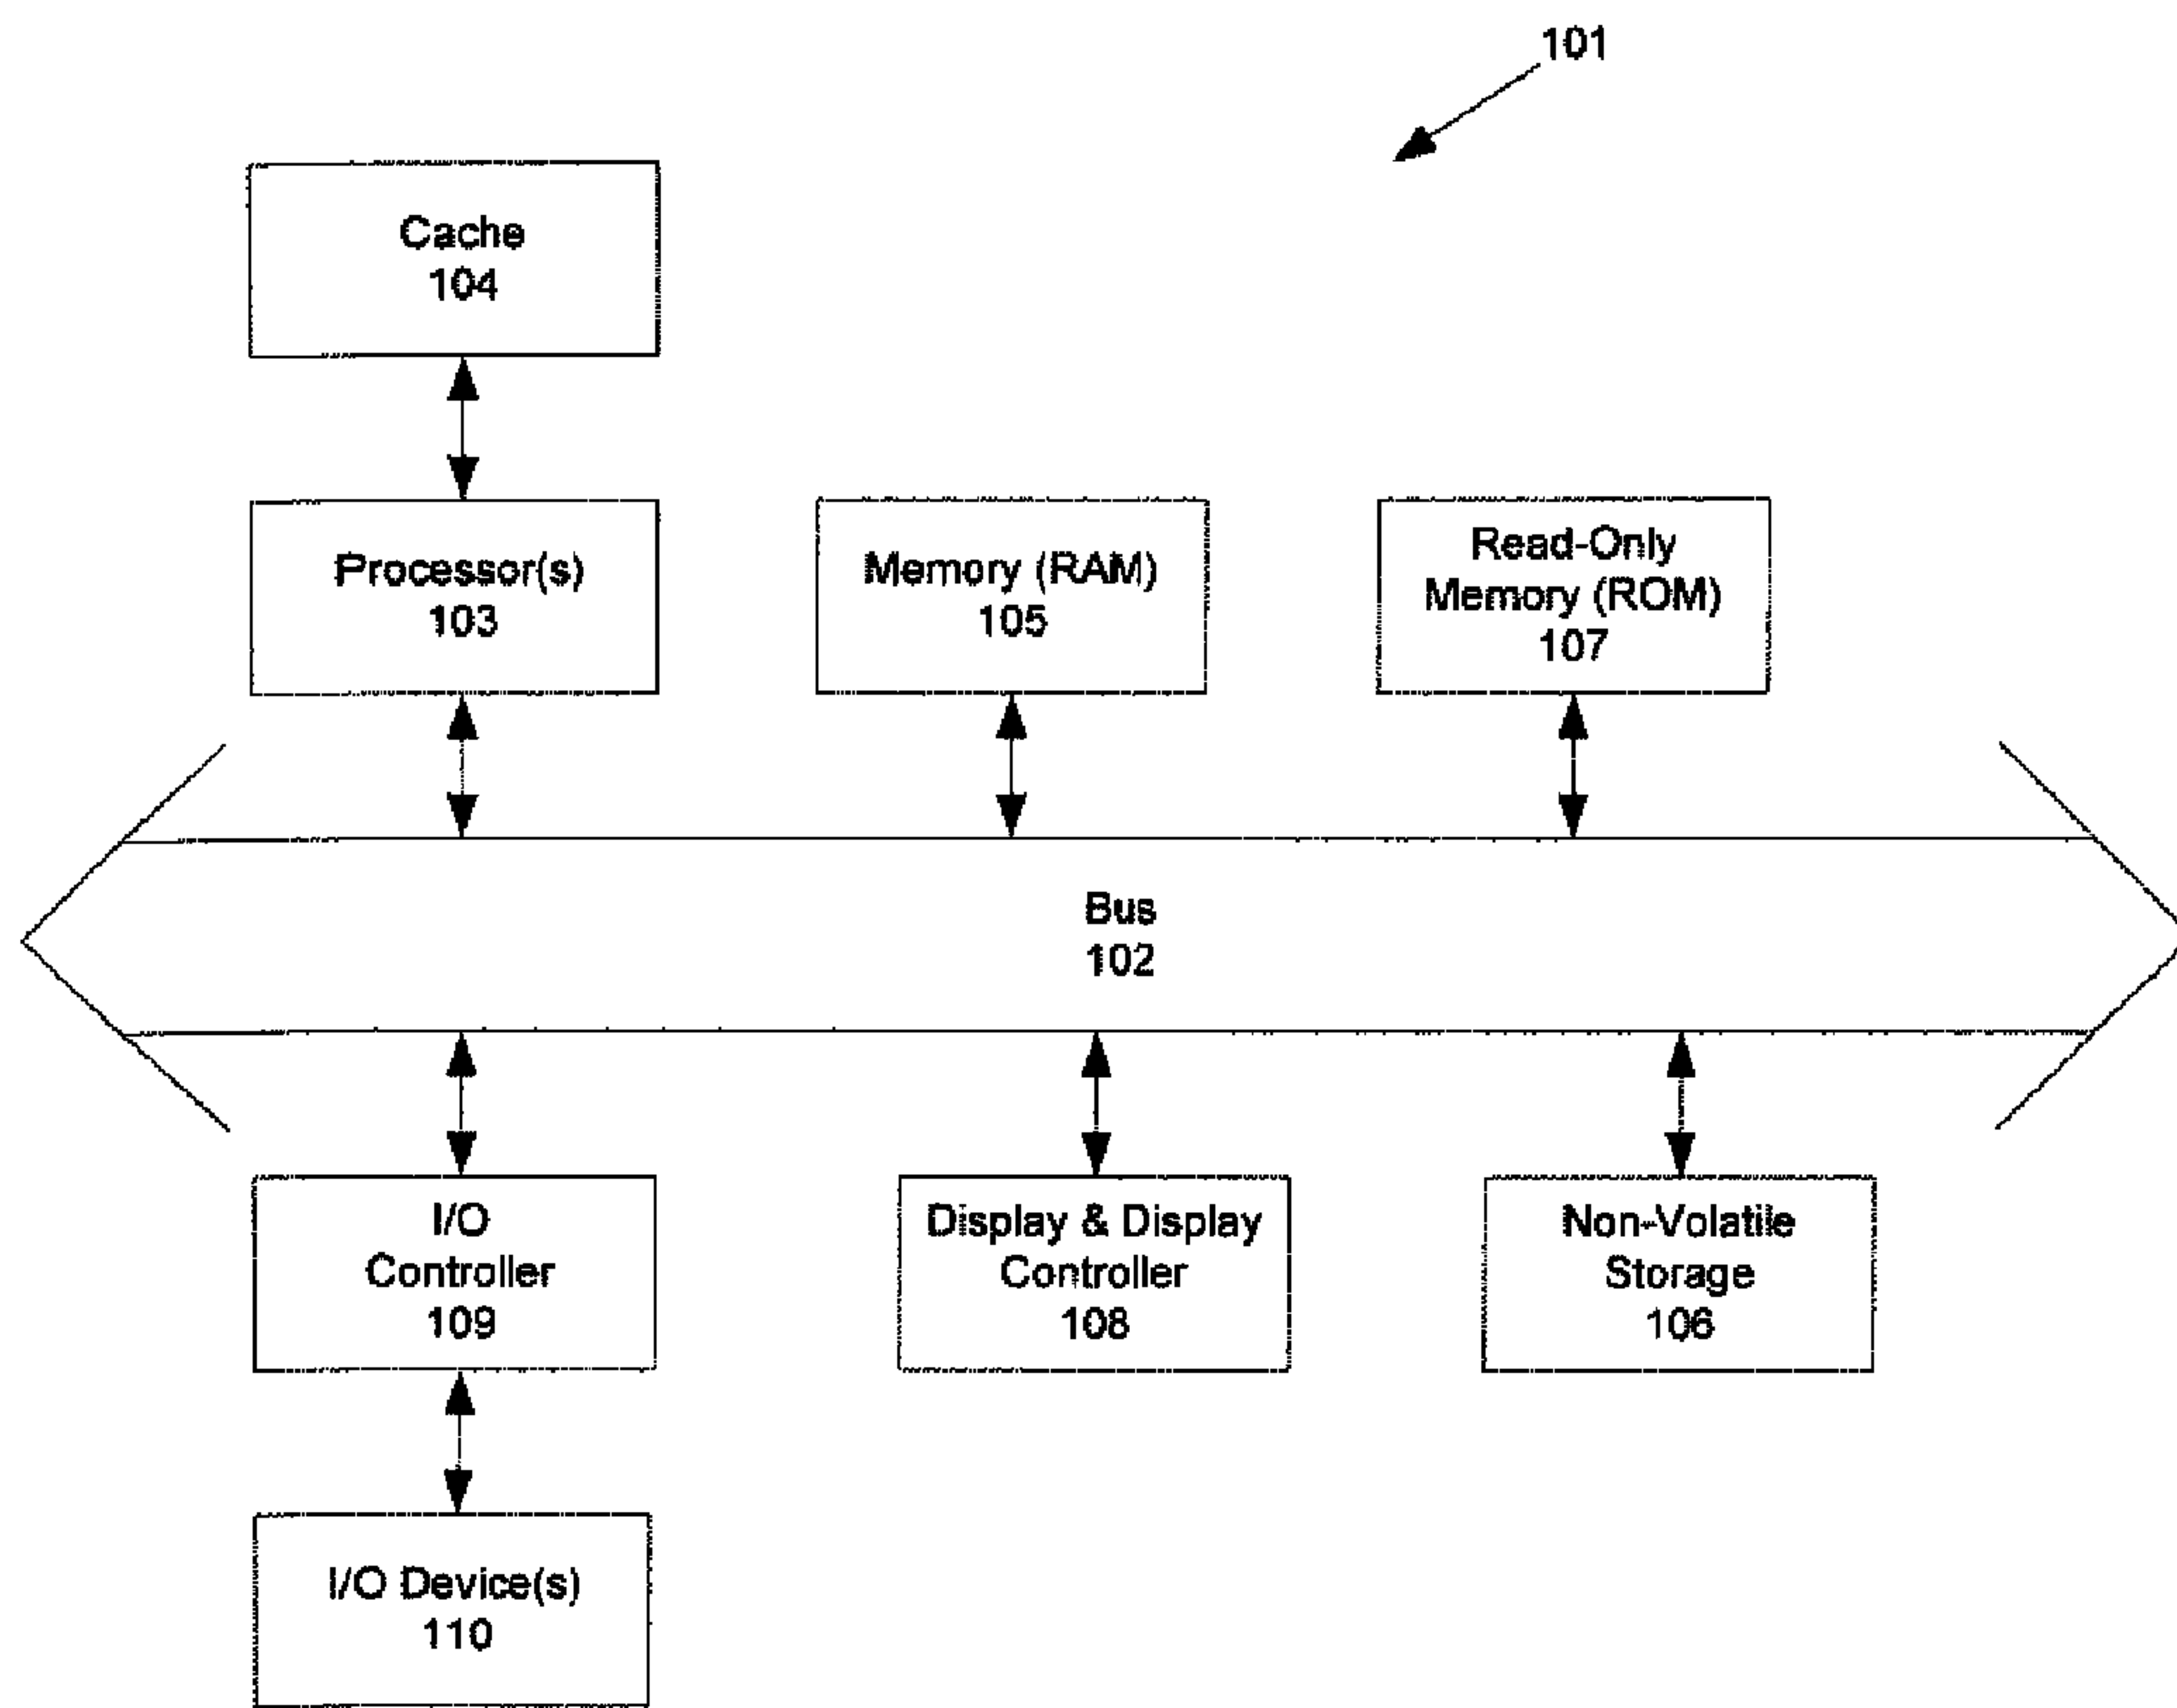 101
Cache
104
Processor(s)
103
Memory (RAM)
105
Read-Only
Memory (ROM)
107
Bus
102
I/O
Controller
109
Display & Display
Controller
108
Non-Volatile
Storage
106
I/O Device(s)
110